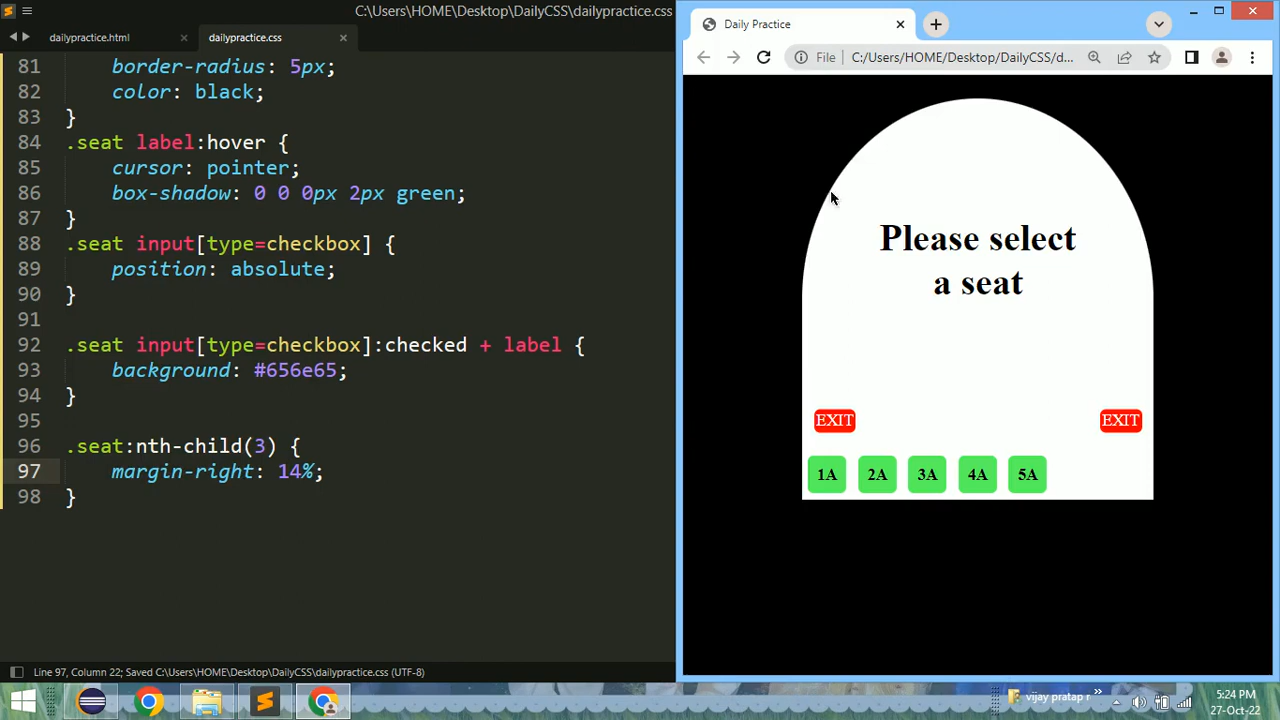 C:\Users\HOME\Desktop\DailyCSS\dailypractice.css
dailypractice.html
dailypractice.css
81 border-radius: 5px;
82 color: black;
83 }
84 .seat label:hover {
85 cursor: pointer;
86 box-shadow: 0 0 0px 2px green;
87 }
88 .seat input[type=checkbox] {
89 position: absolute;
90 }
91
92 .seat input[type=checkbox]:checked + label {
93 background: #656e65;
94 }
95
96 .seat:nth-child(3) {
97 margin-right: 14%;
98 }
Line 97, Column 22; Saved C:\Users\HOME\Desktop\DailyCSS\dailypractice.css (UTF-8)
Daily Practice
File C:/Users/HOME/Desktop/DailyCSS/d...
Please select
a seat
EXIT EXIT
1A 2A 3A 4A 5A
vijay pratap r
5:24 PM
27-Oct-22